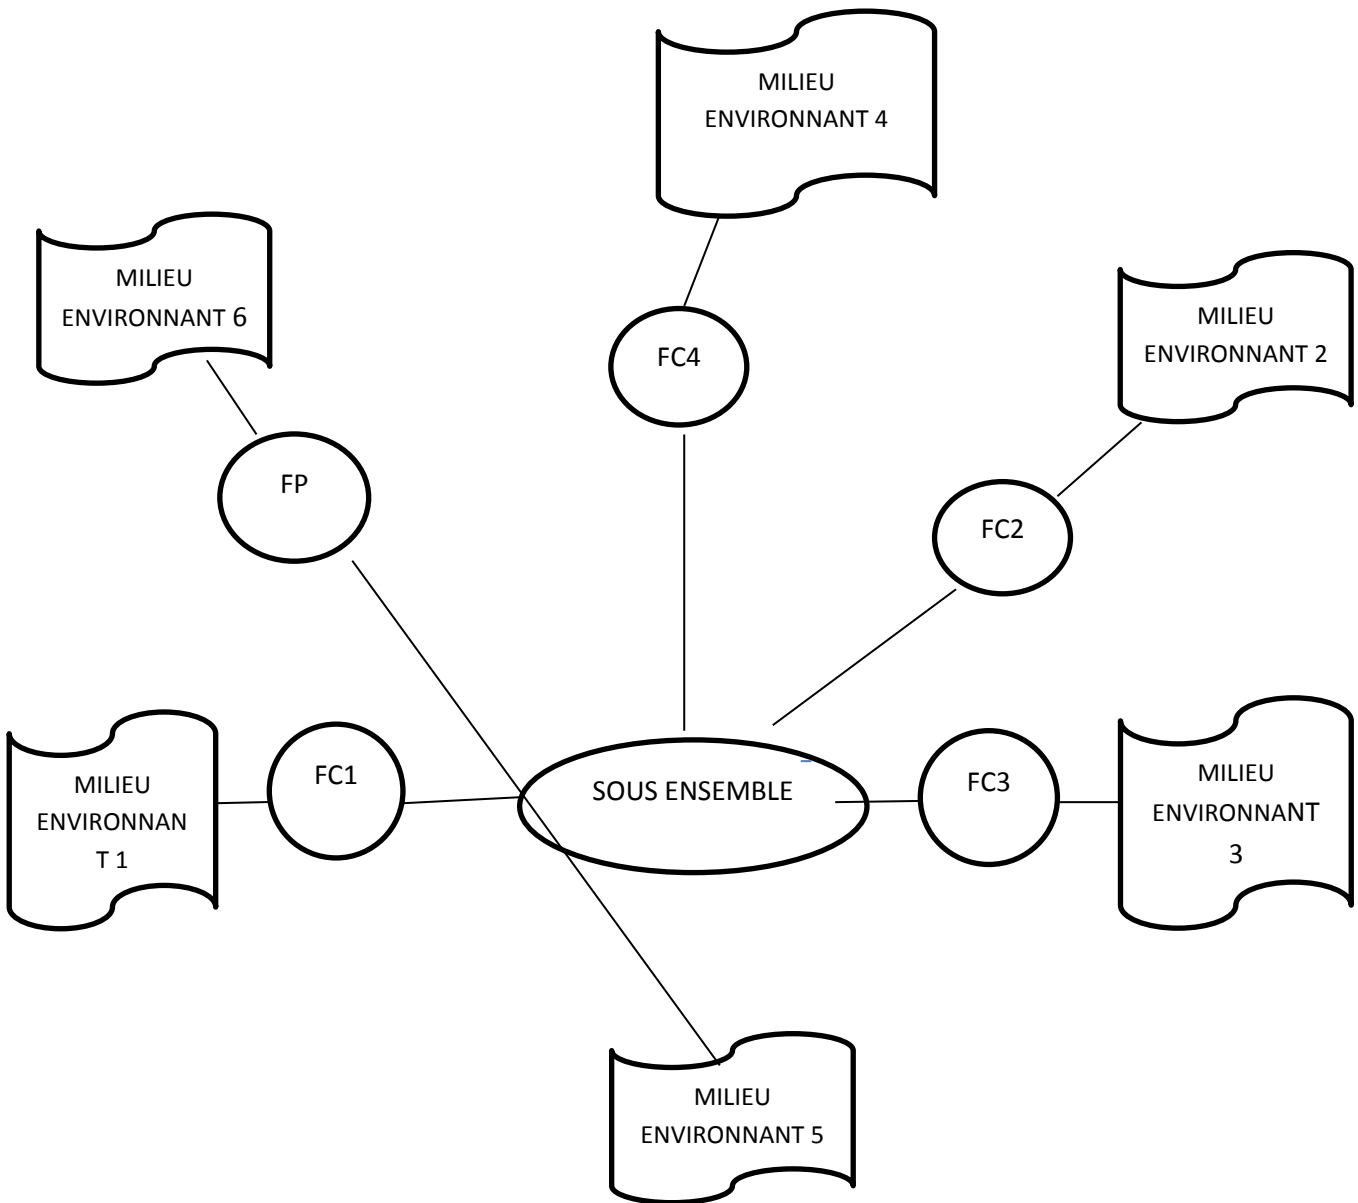 MILIEU
ENVIRONNANT 4
MILIEU
ENVIRONNANT 6
MILIEU
ENVIRONNANT 2
FC4
FP
FC2
MILIEU
ENVIRONNAN
T 1
FC1
SOUS ENSEMBLE
FC3
MILIEU
ENVIRONNANT
3
MILIEU
ENVIRONNANT 5